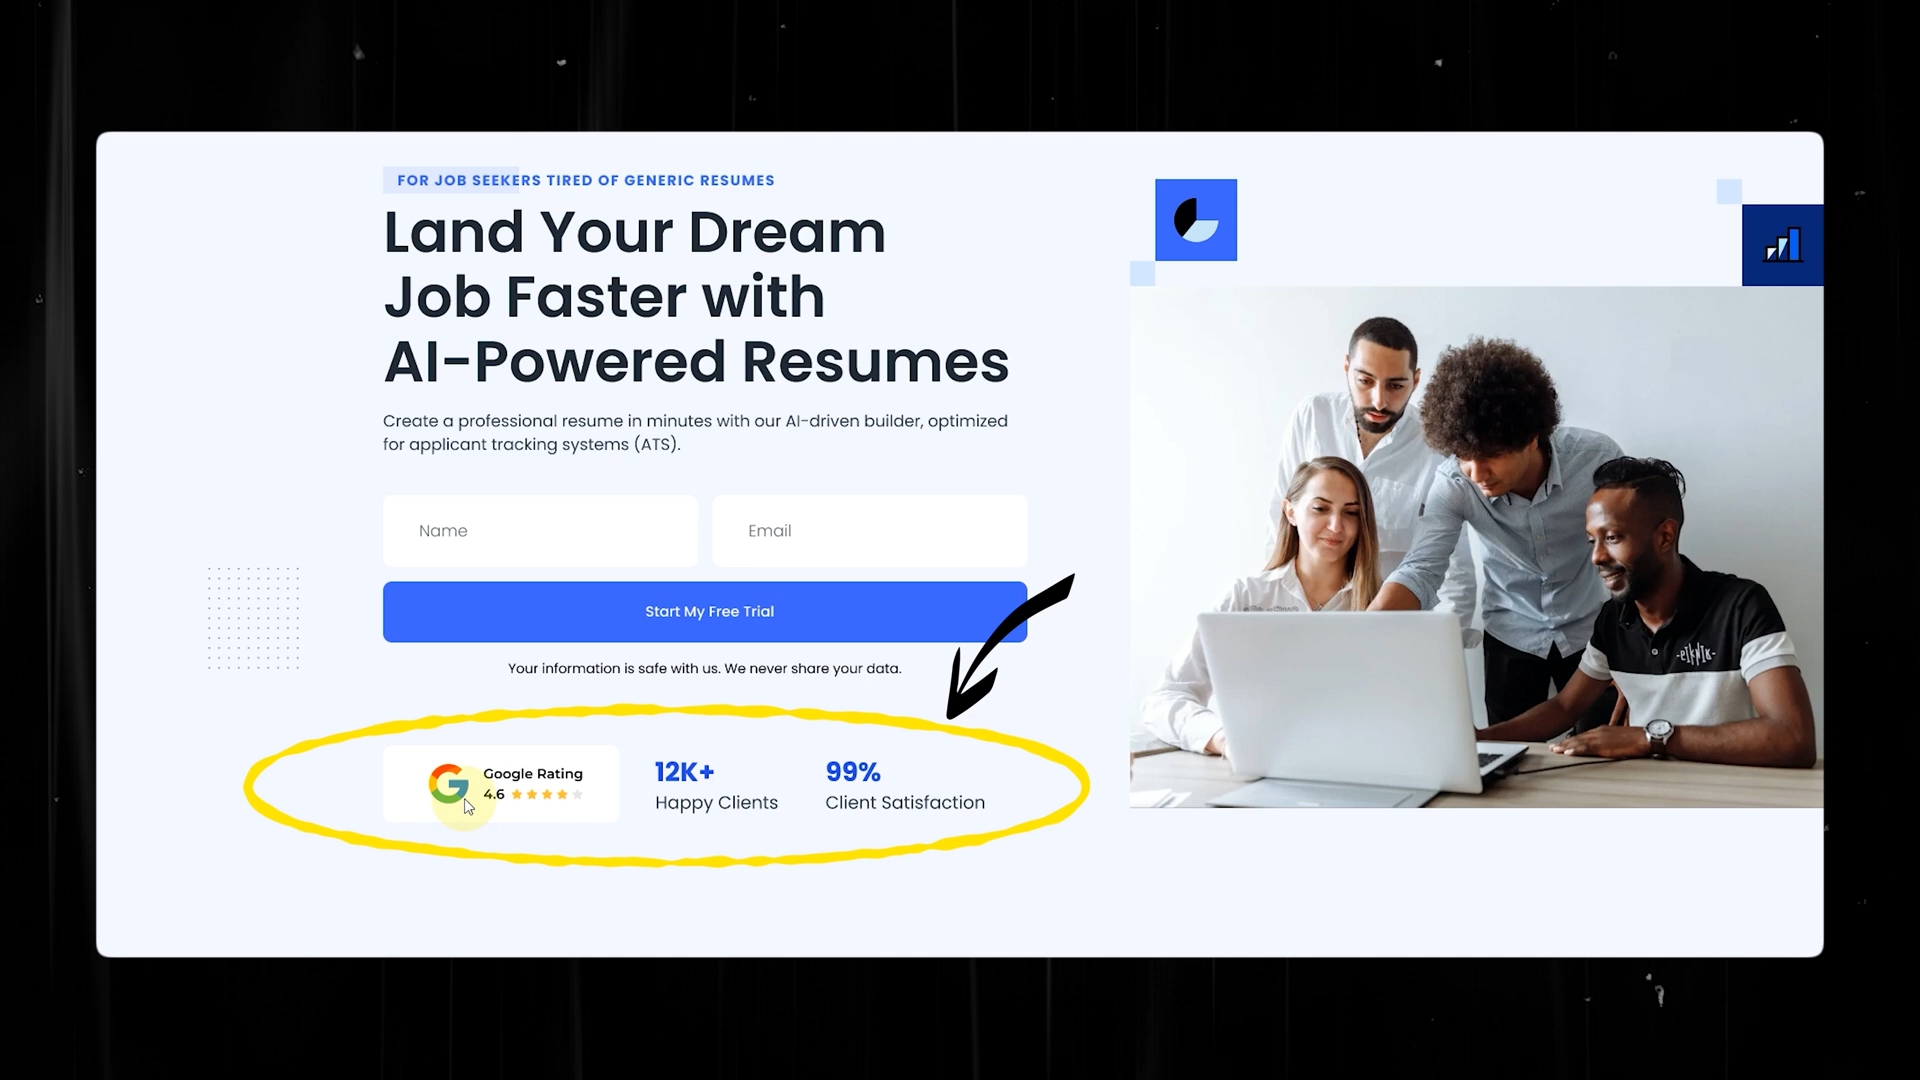 FOR JOB SEEKERS TIRED OF GENERIC RESUMES
Land Your Dream
Job Faster with
AI-Powered Resumes
Create a professional resume in minutes with our AI-driven builder, optimized
for applicant tracking systems (ATS).
Name
Email
Start My Free Trial
Your information is safe with us. We never share your data.
Google Rating
4.6
12K+
Happy Clients
99%
Client Satisfaction